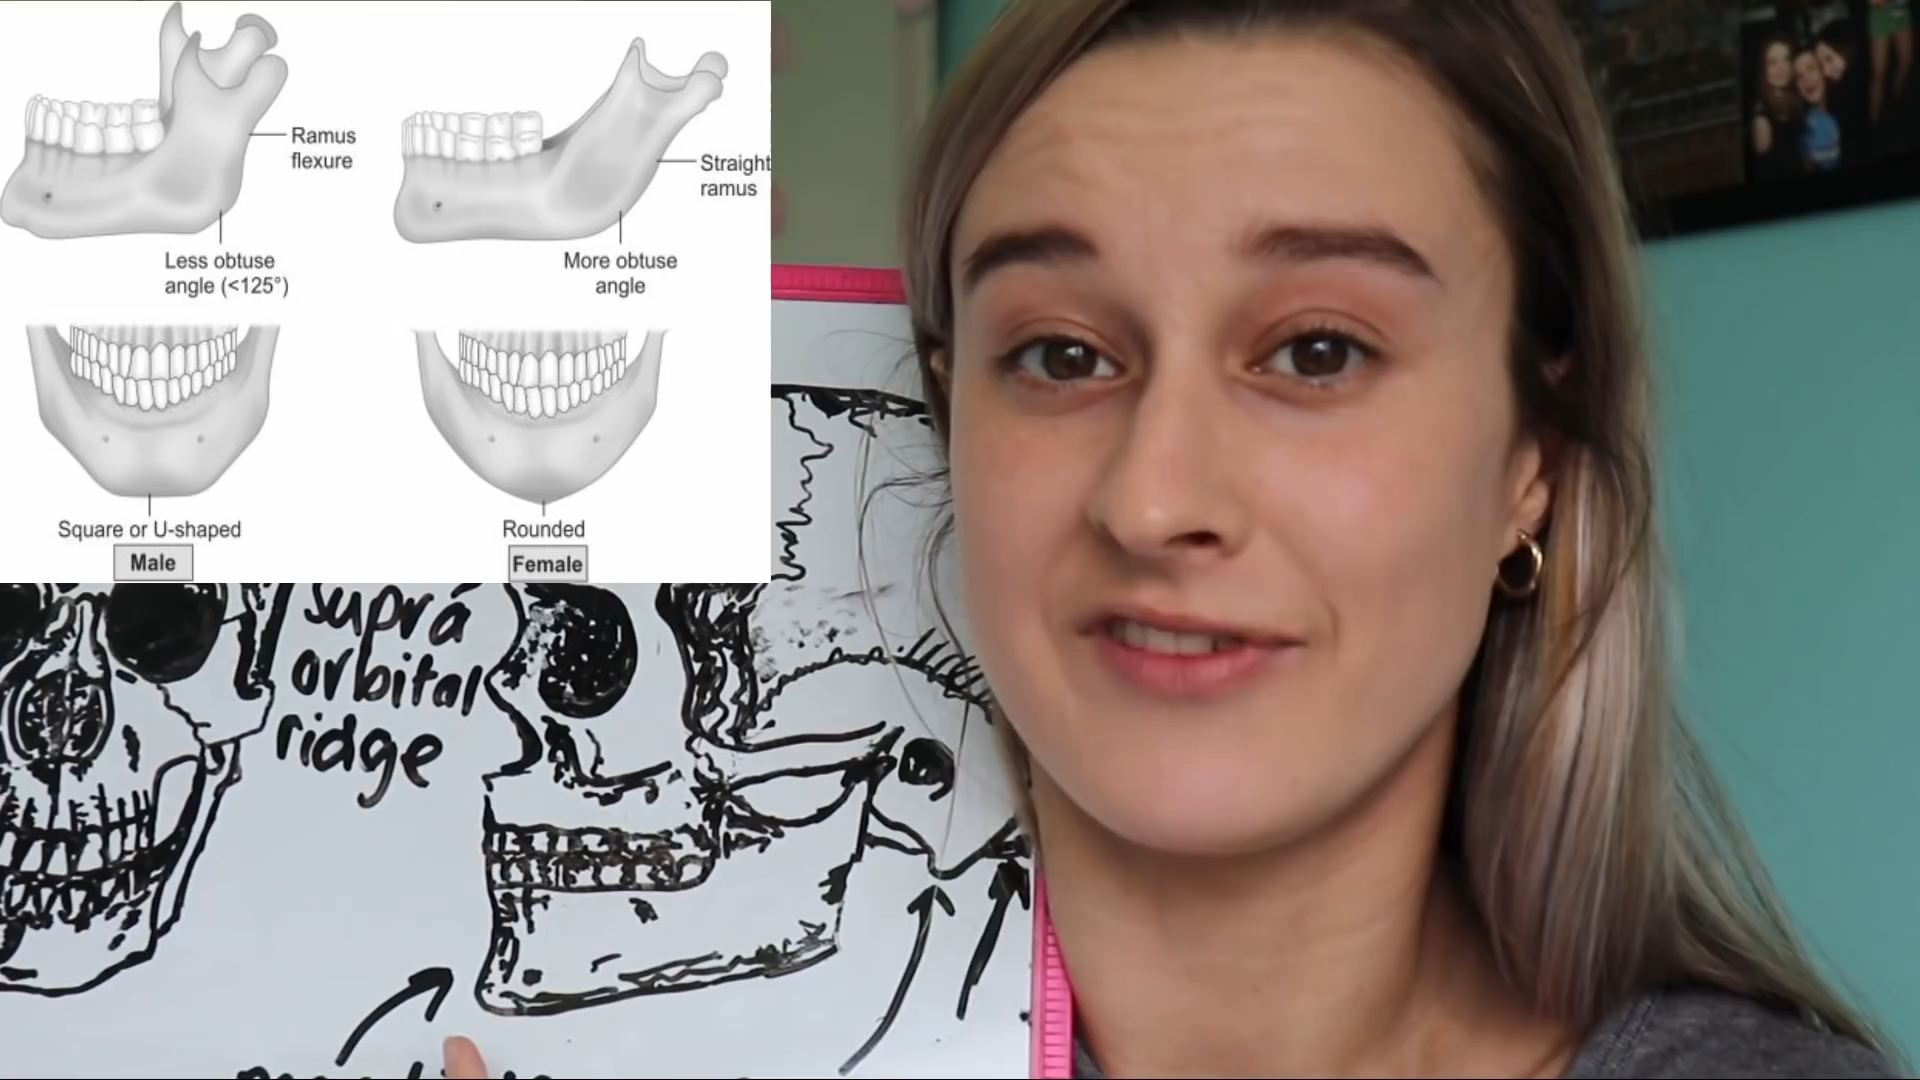 Ramus
flexure
Straight
ramus
Less obtuse
angle (<125°)
More obtuse
angle
Square or U-shaped
Rounded
Male
Female
suprá
orbital
ridge